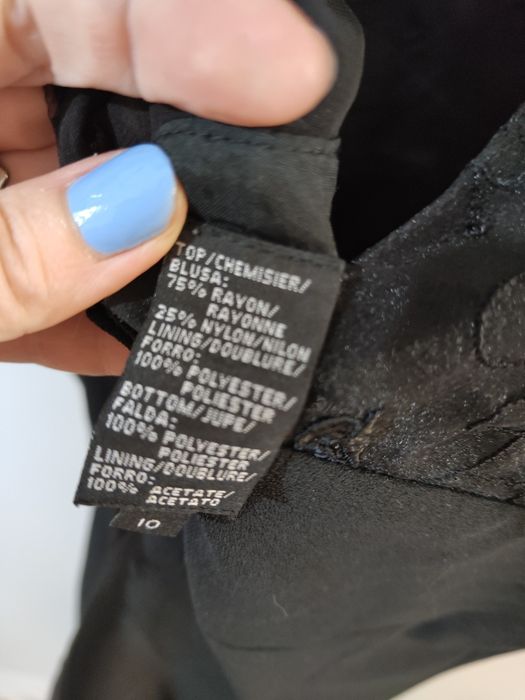 TOP/CHEMISIER/
BLUSA:
75% RAYON/
RAYONNE
25% NYLON/NILON
LINING/DOUBLURE/
FORRO:
100% POLYESTER/
POLIESTER
BOTTOM/JUPE/
FALDA:
100% POLYESTER/
POLIESTER
LINING/DOUBLURE/
FORRO:
100% ACETATE/
ACETATO
10